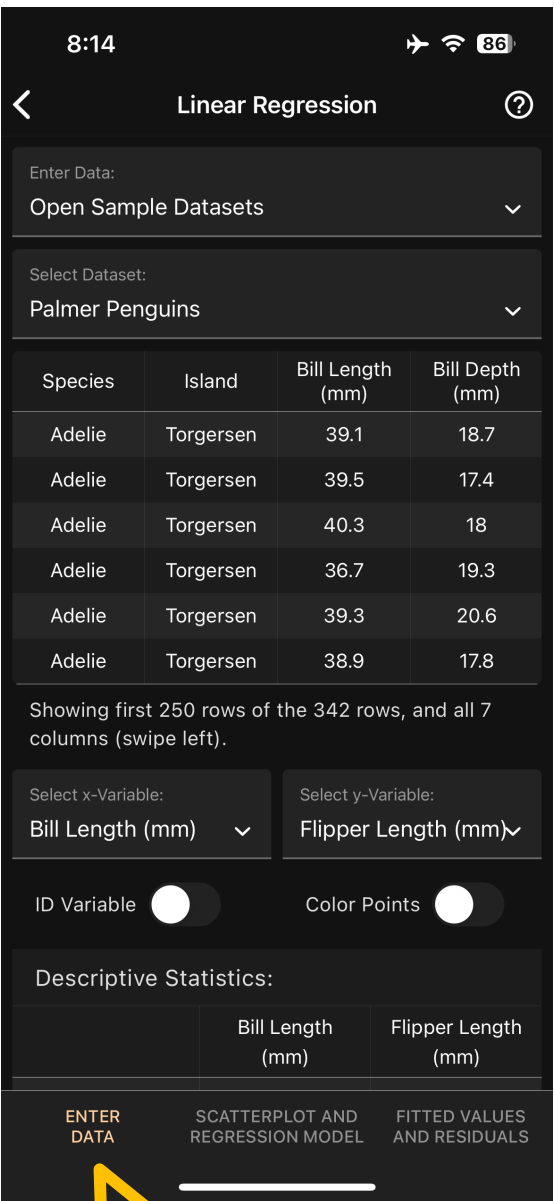 8:14
86
Linear Regression
?
Enter Data:
Open Sample Datasets
Select Dataset:
Palmer Penguins
Species Island Bill Length (mm) Bill Depth (mm)
Adelie Torgersen 39.1 18.7
Adelie Torgersen 39.5 17.4
Adelie Torgersen 40.3 18
Adelie Torgersen 36.7 19.3
Adelie Torgersen 39.3 20.6
Adelie Torgersen 38.9 17.8
Showing first 250 rows of the 342 rows, and all 7
columns (swipe left).
Select x-Variable: Select y-Variable:
Bill Length (mm) Flipper Length (mm)
ID Variable Color Points
Descriptive Statistics:
Bill Length (mm) Flipper Length (mm)
ENTER DATA SCATTERPLOT AND REGRESSION MODEL FITTED VALUES AND RESIDUALS